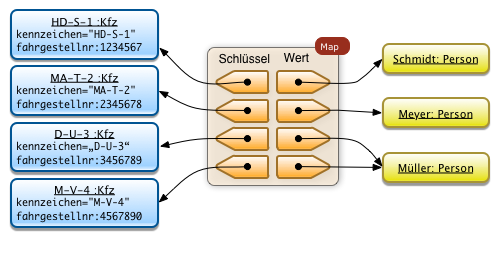 HD-S-1 :Kfz
kennzeichen="HD-S-1"
fahrgestellnr:1234567
MA-T-2 :Kfz
kennzeichen="MA-T-2"
fahrgestellnr:2345678
D-U-3 :Kfz
kennzeichen=„D-U-3“
fahrgestellnr:3456789
M-V-4 :Kfz
kennzeichen="M-V-4"
fahrgestellnr:4567890
Map
Schlüssel Wert
Schmidt: Person
Meyer: Person
Müller: Person